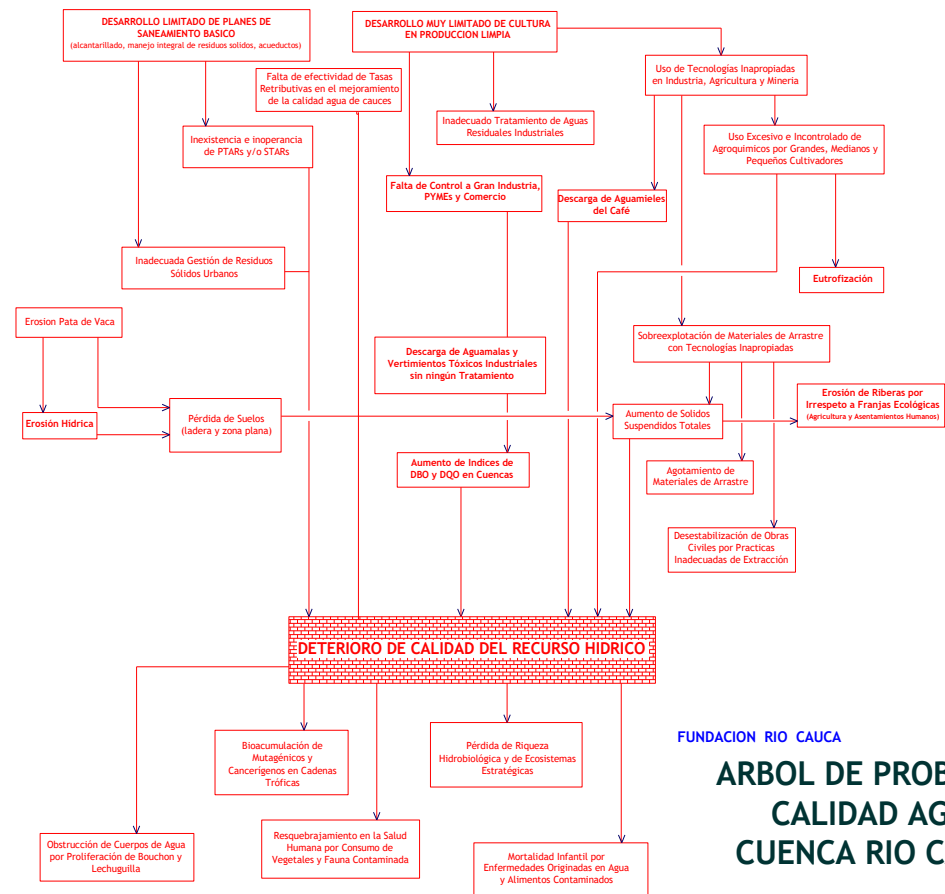 DESARROLLO LIMITADO DE PLANES DE
SANEAMIENTO BASICO
(alcantarillado, manejo integral de residuos solidos, acueductos)
DESARROLLO MUY LIMITADO DE CULTURA
EN PRODUCCION LIMPIA
Falta de efectividad de Tasas
Retributivas en el mejoramiento
de la calidad agua de cauces
Uso de Tecnologías Inapropiadas
en Industria, Agricultura y Mineria
Inadecuado Tratamiento de Aguas
Residuales Industriales
Inexistencia e inoperancia
de PTARs y/o STARs
Uso Excesivo e Incontrolado de
Agroquimicos por Grandes, Medianos y
Pequeños Cultivadores
Falta de Control a Gran Industria,
PYMEs y Comercio
Descarga de Aguamieles
del Café
Inadecuada Gestión de Residuos
Sólidos Urbanos
Eutrofización
Erosion Pata de Vaca
Sobreexplotación de Materiales de Arrastre
con Tecnologías Inapropiadas
Descarga de Aguamalas y
Vertimientos Tóxicos Industriales
sin ningún Tratamiento
Erosión Hídrica
Pérdida de Suelos
(ladera y zona plana)
Aumento de Solidos
Suspendidos Totales
Erosión de Riberas por
Irrespeto a Franjas Ecológicas
(Agricultura y Asentamientos Humanos)
Aumento de Indices de
DBO y DQO en Cuencas
Agotamiento de
Materiales de Arrastre
Desestabilización de Obras
Civiles por Practicas
Inadecuadas de Extracción
DETERIORO DE CALIDAD DEL RECURSO HIDRICO
Bioacumulación de
Mutagénicos y
Cancerígenos en Cadenas
Tróficas
Pérdida de Riqueza
Hidrobiológica y de Ecosistemas
Estratégicas
Obstrucción de Cuerpos de Agua
por Proliferación de Bouchon y
Lechuguilla
Resquebrajamiento en la Salud
Humana por Consumo de
Vegetales y Fauna Contaminada
Mortalidad Infantil por
Enfermedades Originadas en Agua
y Alimentos Contaminados
FUNDACION RIO CAUCA
ARBOL DE PROB
CALIDAD AG
CUENCA RIO C